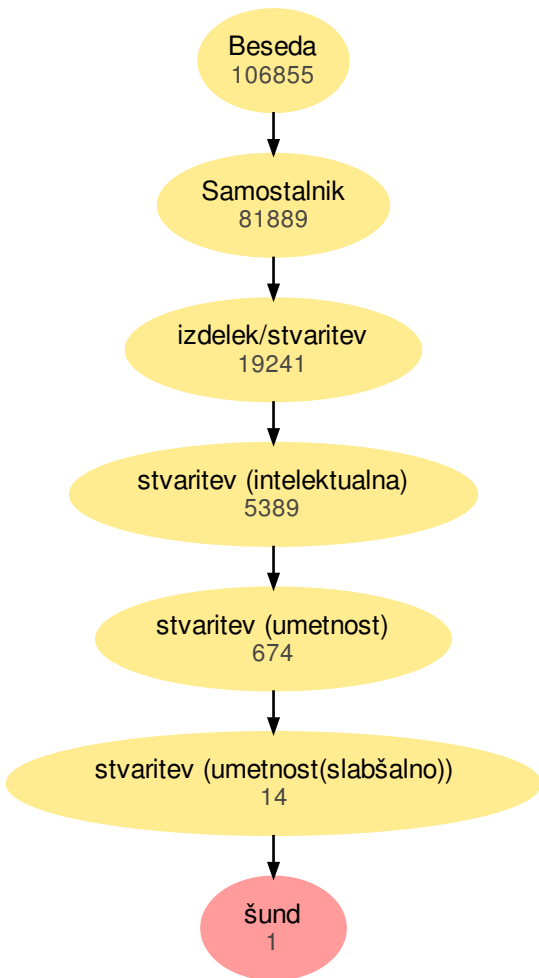 Beseda
106855
Samostalnik
81889
izdelek/stvaritev
19241
stvaritev (intelektualna)
5389
stvaritev (umetnost)
674
stvaritev (umetnost(slabšalno))
14
šund
1